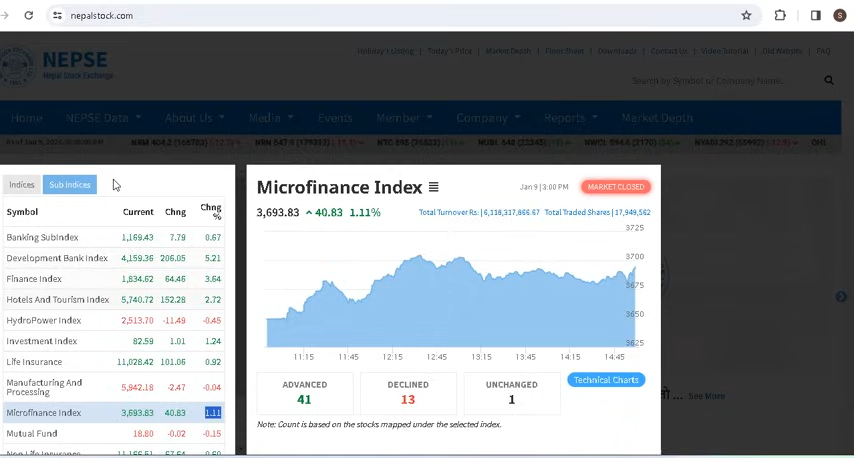 nepalstock.com
S
NEPSE
Nepal Stock Exchange
Holiday's Listing | Today's Price | Market Depth | Floor Sheet | Downloads | Contact Us | Video Tutorial | Old Website | FAQ
Search by Symbol or Company Name...
Home NEPSE Data About Us Media Events Member Company Reports Market Depth
Indices Sub Indices
Symbol Current Chng Chng %
Banking SubIndex 1,169.43 7.79 0.67
Development Bank Index 4,159.36 206.05 5.21
Finance Index 1,834.62 64.46 3.64
Hotels And Tourism Index 5,740.72 152.28 2.72
HydroPower Index 2,513.70 -11.49 -0.45
Investment Index 82.59 1.01 1.24
Life Insurance 11,028.42 101.06 0.92
Manufacturing And Processing 5,942.18 -2.47 -0.04
Microfinance Index 3,693.83 40.83 1.11
Mutual Fund 18.80 -0.02 -0.15
Microfinance Index
Jan 9 | 3:00 PM MARKET CLOSED
3,693.83 40.83 1.11%
Total Turnover Rs: | 6,118,317,866.67 Total Traded Shares | 17,949,562
3725
3700
3675
3650
3625
11:15 11:45 12:15 12:45 13:15 13:45 14:15 14:45
ADVANCED DECLINED UNCHANGED Technical Charts
41 13 1
Note: Count is based on the stocks mapped under the selected index.
See More